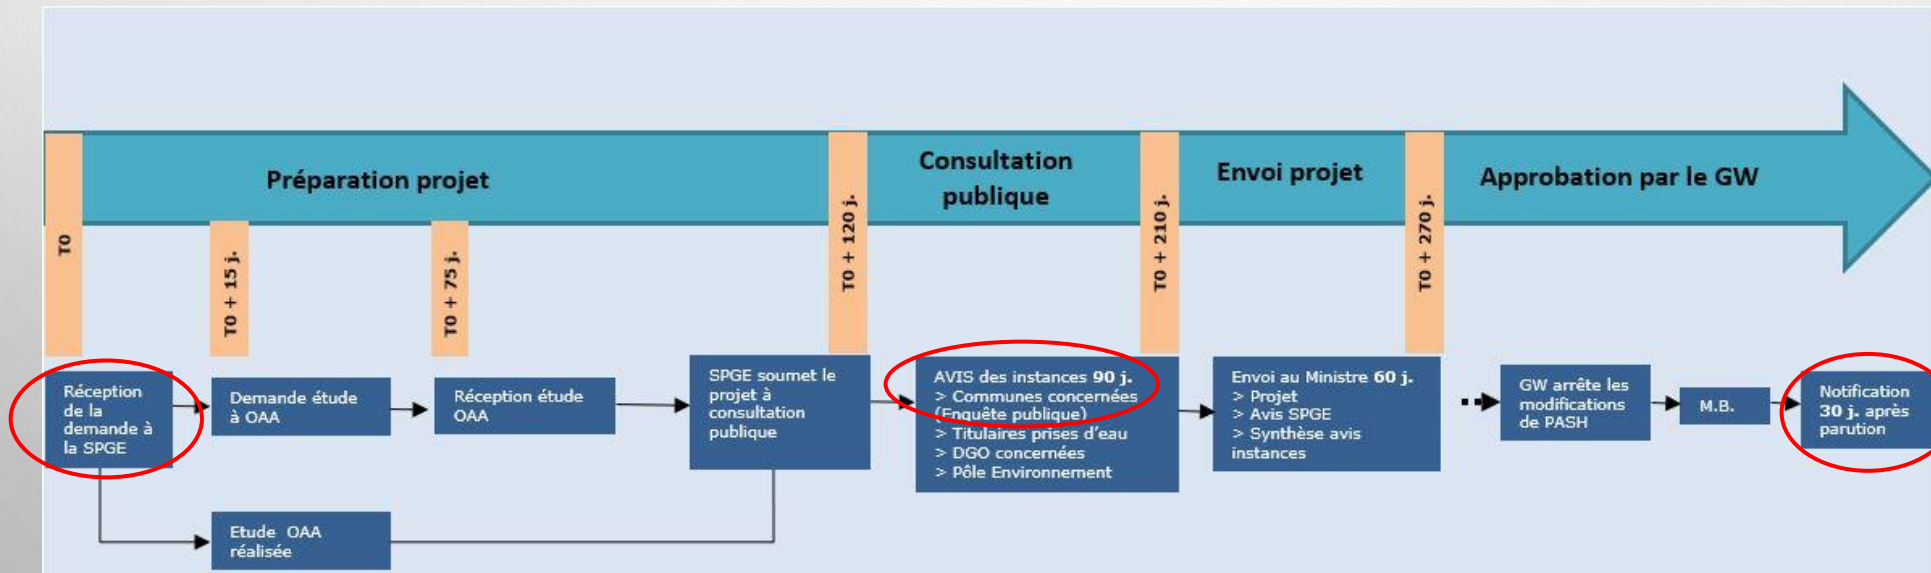 Préparation projet
Consultation
publique
Envoi projet
Approbation par le GW
T0
T0 + 15 j.
T0 + 75 j.
T0 + 120 j.
T0 + 210 j.
T0 + 270 j.
Réception
de la
demande à
la SPGE
Demande étude
à OAA
Réception étude
OAA
SPGE soumet le
projet à
consultation
publique
AVIS des instances 90 j.
> Communes concernées
(Enquête publique)
> Titulaires prises d'eau
> DGO concernées
> Pôle Environnement
Envoi au Ministre 60 j.
> Projet
> Avis SPGE
> Synthèse avis
instances
GW arrête les
modifications
de PASH
M.B.
Notification
30 j. après
parution
Etude OAA
réalisée